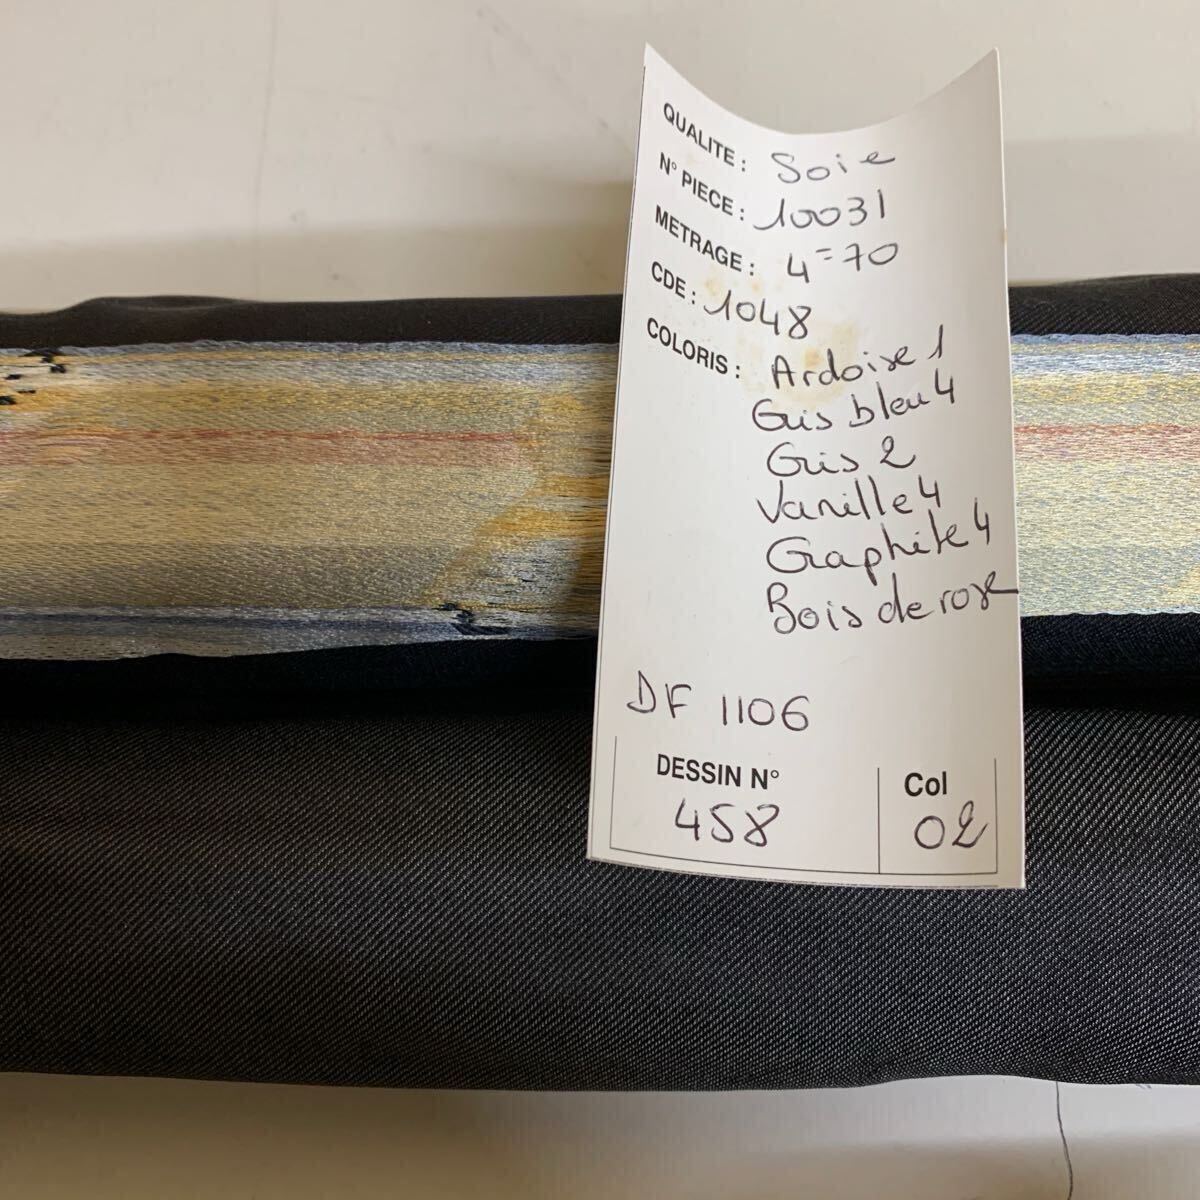 QUALITE : Soie
N° PIECE : 10031
METRAGE : 4=70
CDE : 1048
COLORIS : Ardoise 1
Gris bleu 4
Gris 2
Vanille 4
Graphite 4
Bois de rose
DF 1106
DESSIN N° Col
458 02